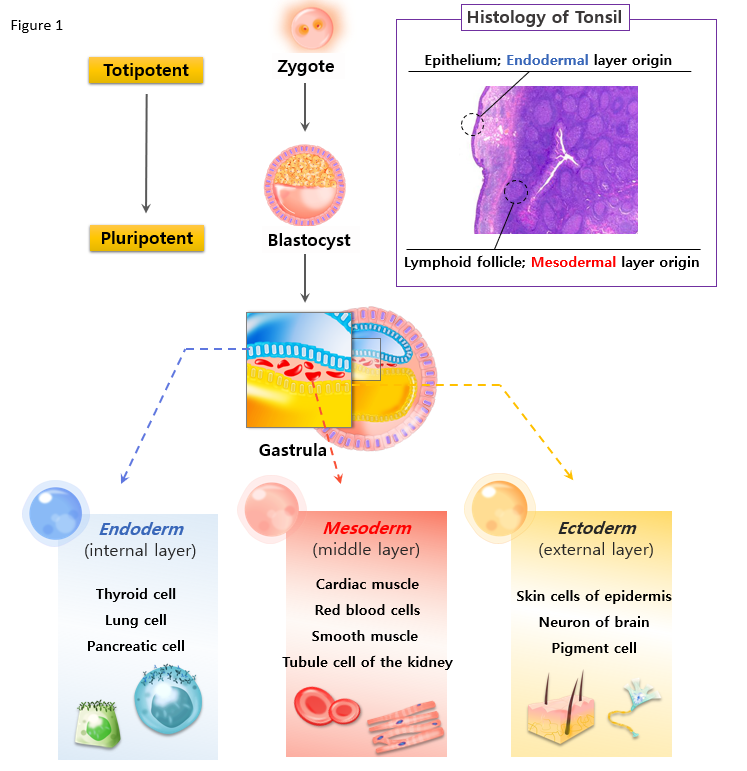 Figure 1
Histology of Tonsil
Epithelium; Endodermal layer origin
Lymphoid follicle; Mesodermal layer origin
Totipotent
Pluripotent
Zygote
Blastocyst
Gastrula
Endoderm
(internal layer)
Thyroid cell
Lung cell
Pancreatic cell
Mesoderm
(middle layer)
Cardiac muscle
Red blood cells
Smooth muscle
Tubule cell of the kidney
Ectoderm
(external layer)
Skin cells of epidermis
Neuron of brain
Pigment cell